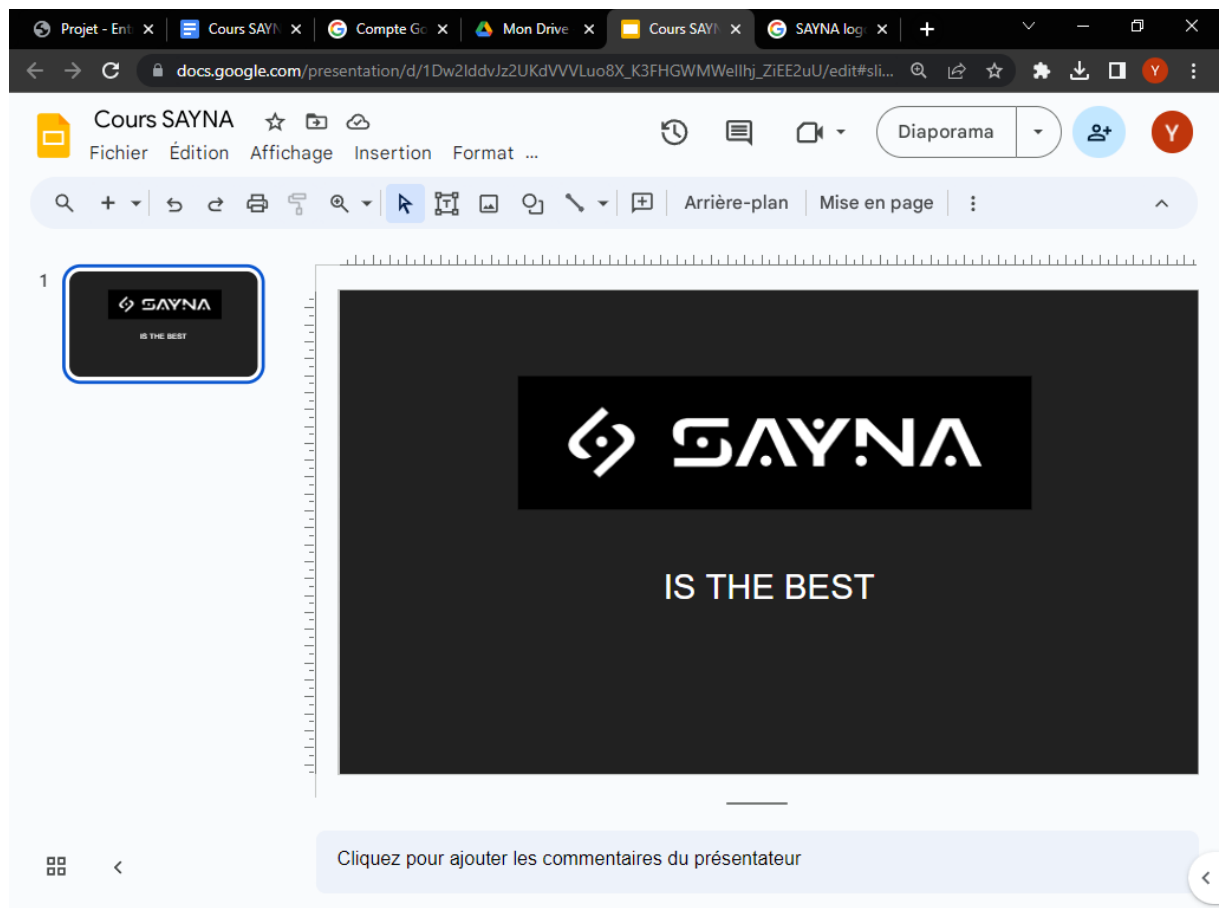 Projet - Ent
Cours SAYN
Compte Go
Mon Drive
Cours SAYN
SAYNA log
docs.google.com/presentation/d/1Dw2IddvJz2UKdVVVLuo8X_K3FHGWMWellhj_ZiEE2uU/edit#sli...
Y
Cours SAYNA
Fichier Édition Affichage Insertion Format ...
Diaporama
Y
Arrière-plan Mise en page
1
SAYNA
IS THE BEST
SAYNA
IS THE BEST
Cliquez pour ajouter les commentaires du présentateur